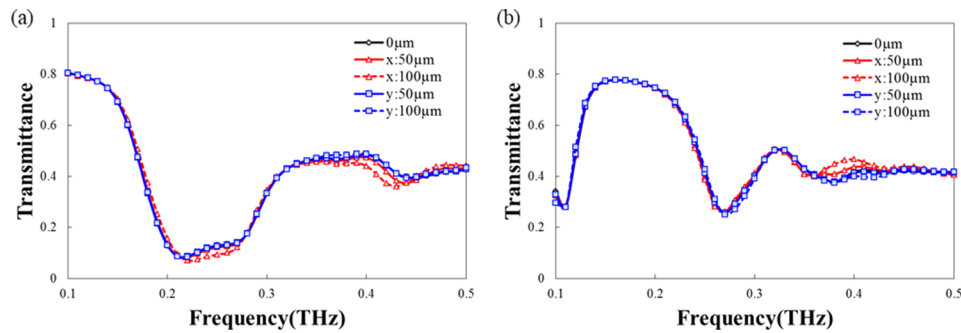 (a)
Transmittance
1
0.8
0.6
0.4
0.2
0
0.1
0.2
0.3
0.4
0.5
Frequency(THz)
0µm
x:50µm
x:100µm
y:50µm
y:100µm
(b)
Transmittance
1
0.8
0.6
0.4
0.2
0
0.1
0.2
0.3
0.4
0.5
Frequency(THz)
0µm
x:50µm
x:100µm
y:50µm
y:100µm